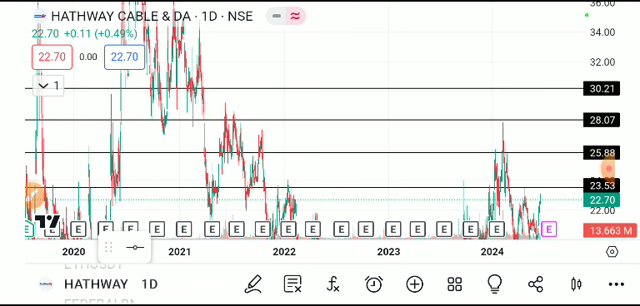 36.00
HATHWAY CABLE & DA · 1D · NSE
22.70 +0.11 (+0.49%)
34.00
22.70 0.00 22.70
32.00
1
30.21
28.07
25.88
23.53
22.70
22.00
E E E E E E E E E E E E E E E E E E E
13.663 M
2020 2021 2022 2023 2024
HATHWAY 1D